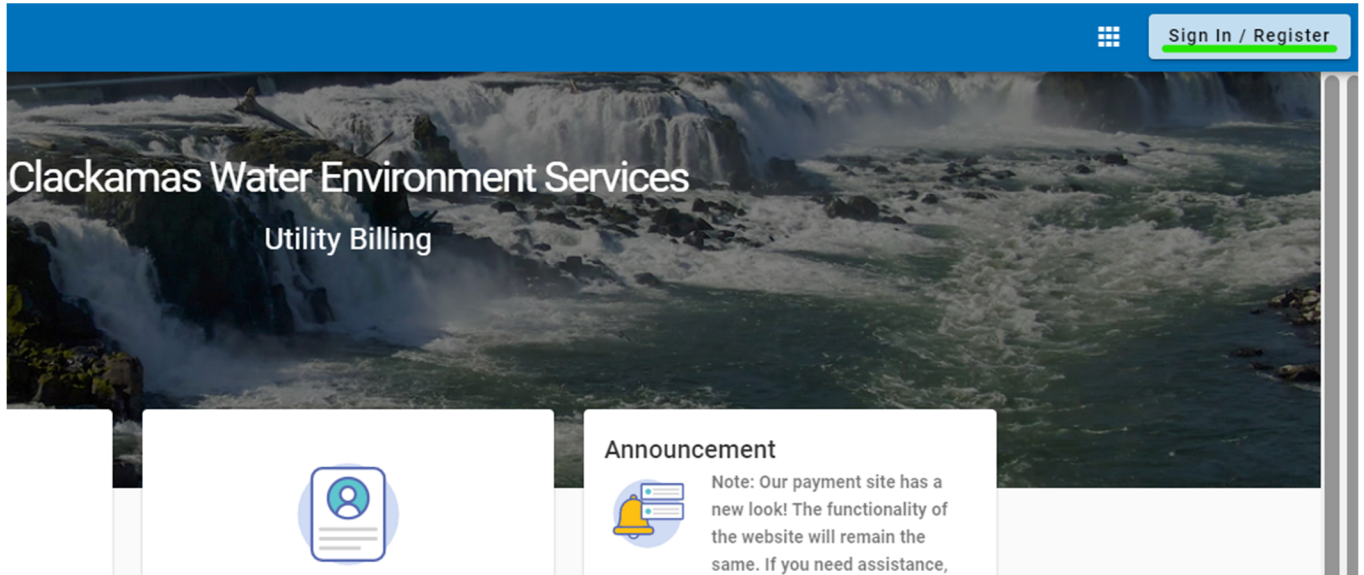 Sign In / Register
Clackamas Water Environment Services
Utility Billing
Announcement
Note: Our payment site has a
new look! The functionality of
the website will remain the
same. If you need assistance,